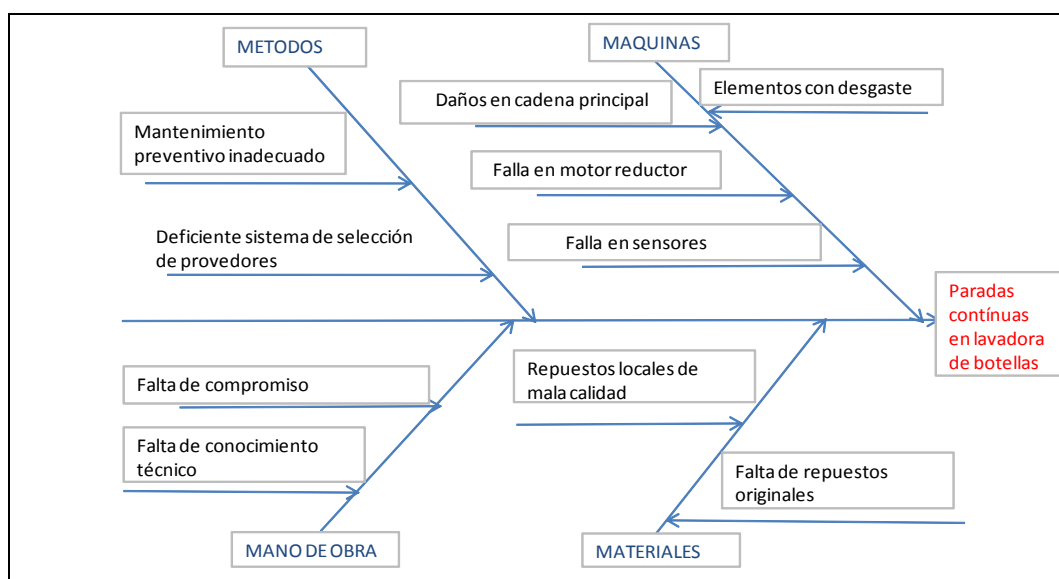 METODOS
MAQUINAS
Daños en cadena principal
Elementos con desgaste
Mantenimiento
preventivo inadecuado
Falla en motor reductor
Deficiente sistema de selección
de provedores
Falla en sensores
Paradas
contínuas
en lavadora
de botellas
Falta de compromiso
Repuestos locales de
mala calidad
Falta de conocimiento
técnico
Falta de repuestos
originales
MANO DE OBRA
MATERIALES